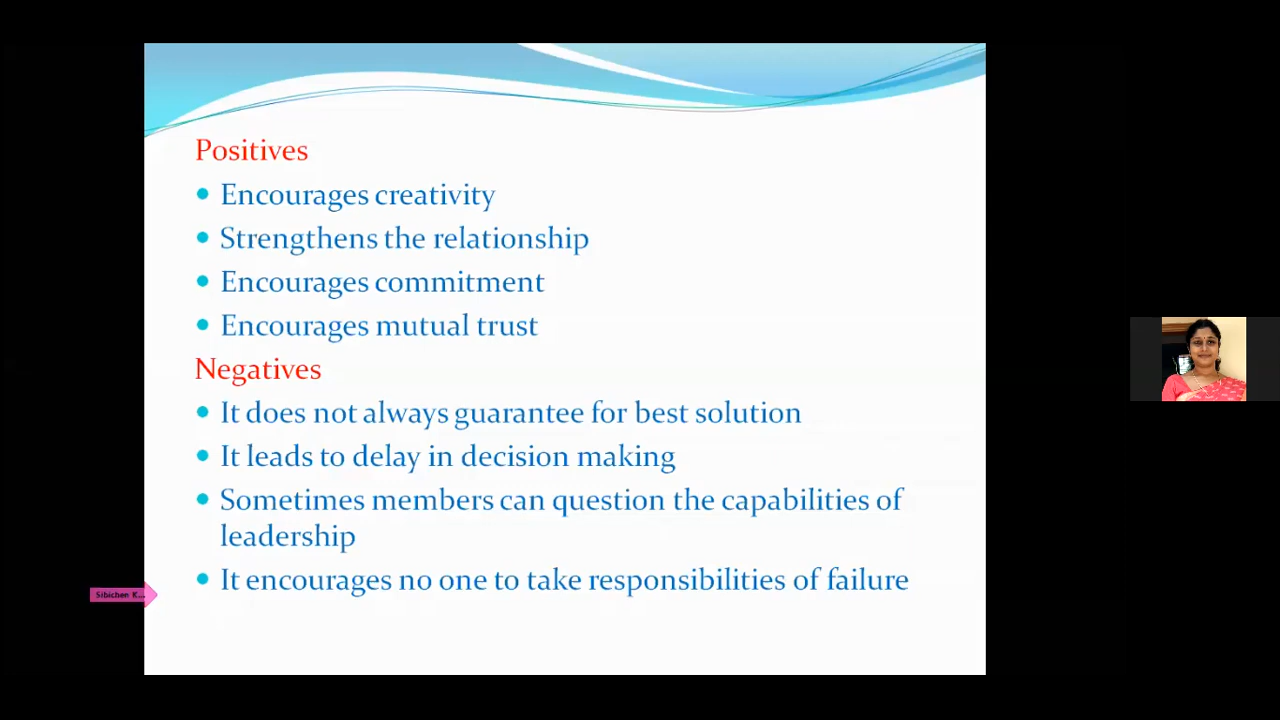 Positives
• Encourages creativity
• Strengthens the relationship
• Encourages commitment
• Encourages mutual trust
Negatives
• It does not always guarantee for best solution
• It leads to delay in decision making
• Sometimes members can question the capabilities of
leadership
• It encourages no one to take responsibilities of failure
Sibichen K...